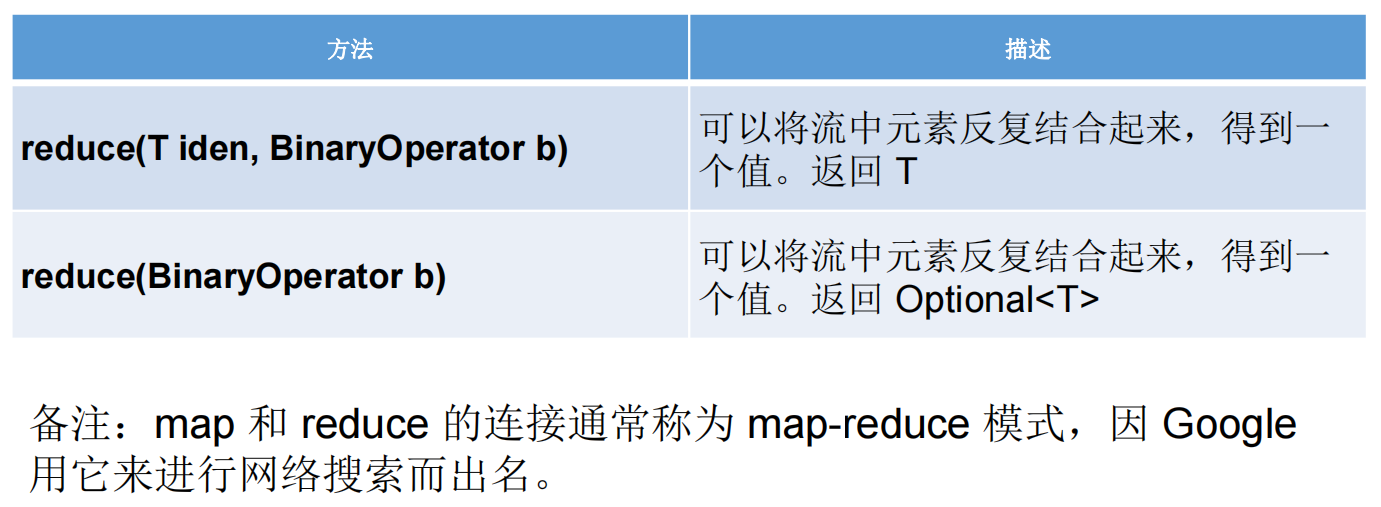 方法 描述
reduce(T iden, BinaryOperator b) 可以将流中元素反复结合起来，得到一
个值。返回 T
reduce(BinaryOperator b) 可以将流中元素反复结合起来，得到一
个值。返回 Optional<T>
备注：map 和 reduce 的连接通常称为 map-reduce 模式，因 Google
用它来进行网络搜索而出名。